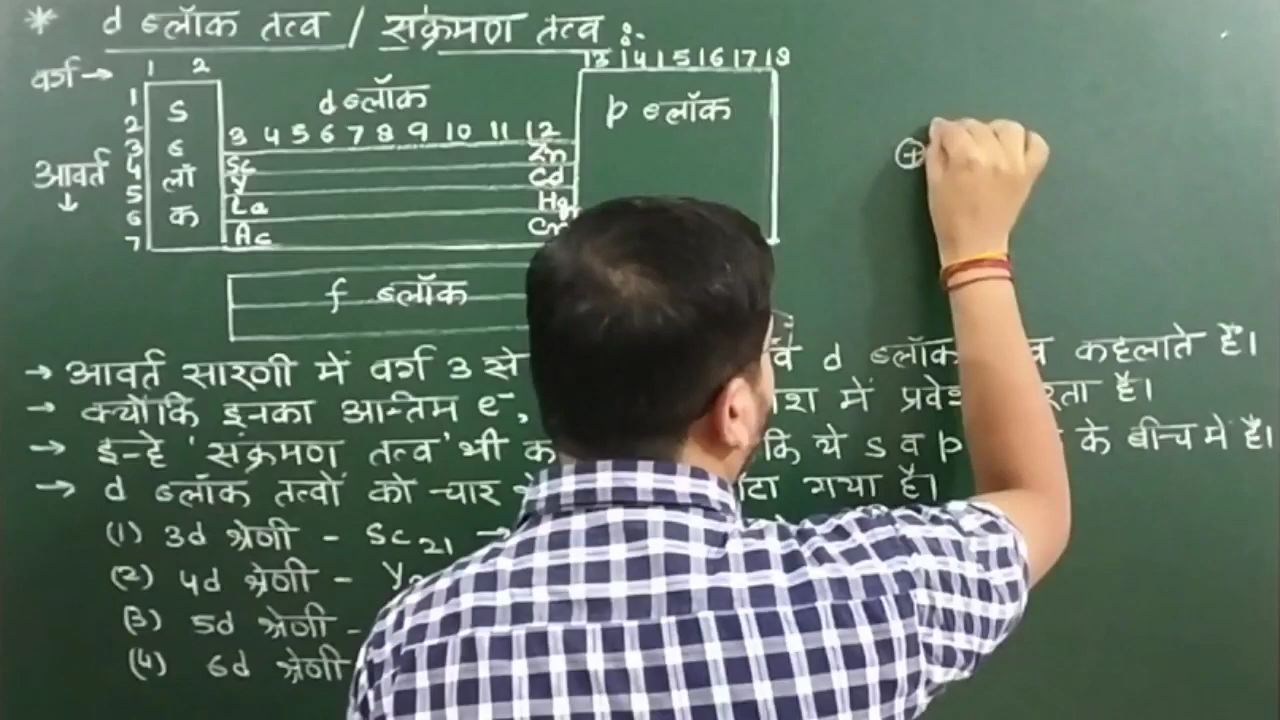 * d ब्लॉक तत्व / संक्रमण तत्व :-
वर्ग → 1 2 13 14 15 16 17 18
d ब्लॉक
p ब्लॉक
3 4 5 6 7 8 9 10 11 12
आवर्त ↓
1
2
3
4
5
6
7
S ब्लॉक
Sc Zn
Y Cd
La Hg
Ac Cn
f ब्लॉक
→ आवर्त सारणी में वर्ग 3 से d ब्लॉक कहलाते हैं।
→ क्योंकि इनका अन्तिम e⁻, में प्रवेश करता है।
→ इन्हे 'संक्रमण तत्व' भी कि ये s व p के बीच में हैं।
→ d ब्लॉक तत्वों को चार गया है।
(1) 3d श्रेणी - Sc₂₁ →
(2) 4d श्रेणी - Y
(3) 5d श्रेणी -
(4) 6d श्रेणी
(+)